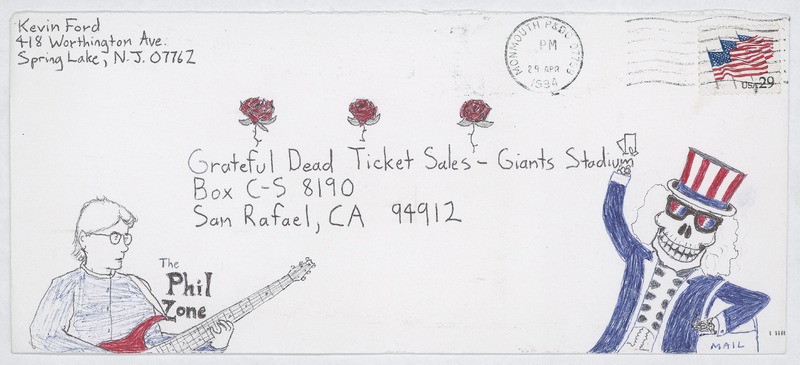 Kevin Ford
418 Worthington Ave.
Spring Lake, N.J. 07762
MONMOUTH P&DC 077
PM
29 APR
1994
USA 29
Grateful Dead Ticket Sales - Giants Stadium
Box C-S 8190
San Rafael, CA 94912
The
Phil
Zone
MAIL